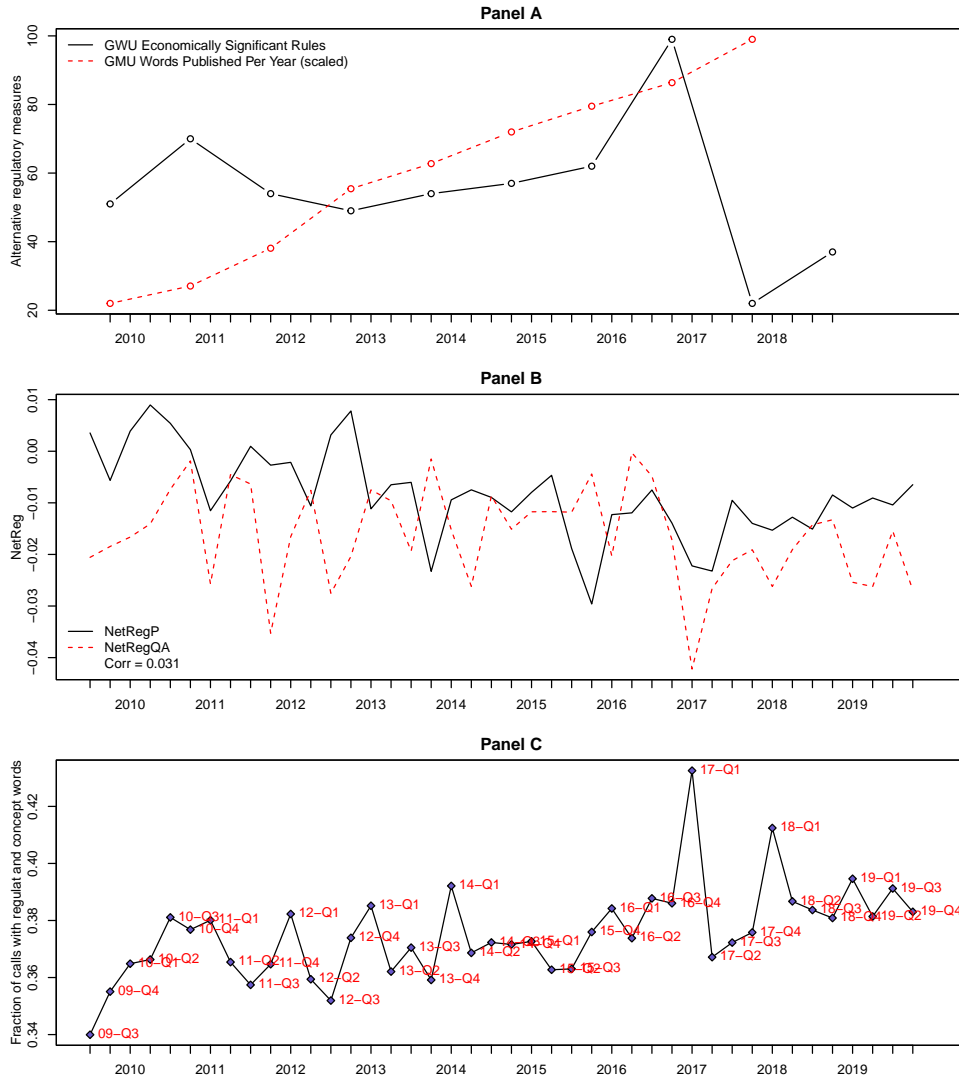 Panel A
Alternative regulatory measures
100
80
60
40
20
GWU Economically Significant Rules
GMU Words Published Per Year (scaled)
2010 2011 2012 2013 2014 2015 2016 2017 2018
Panel B
NetReg
0.01
0.00
−0.01
−0.02
−0.03
−0.04
NetRegP
NetRegQA
Corr = 0.031
2010 2011 2012 2013 2014 2015 2016 2017 2018 2019
Panel C
Fraction of calls with regulat and concept words
0.42
0.40
0.38
0.36
0.34
09−Q3
09−Q4
10−Q1
10−Q2
10−Q3
10−Q4
11−Q1
11−Q2
11−Q3
11−Q4
12−Q1
12−Q2
12−Q3
12−Q4
13−Q1
13−Q2
13−Q3
13−Q4
14−Q1
14−Q2
15−Q1
15−Q3
15−Q4
16−Q1
16−Q2
16−Q3
16−Q4
17−Q1
17−Q2
17−Q3
17−Q4
18−Q1
18−Q2
18−Q3
18−Q4
19−Q1
19−Q2
19−Q3
19−Q4
2010 2011 2012 2013 2014 2015 2016 2017 2018 2019